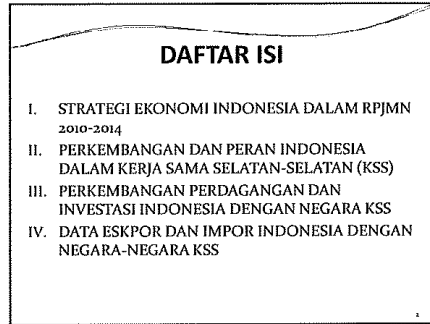 DAFTAR ISI
I. STRATEGI EKONOMI INDONESIA DALAM RPJMN
2010-2014
II. PERKEMBANGAN DAN PERAN INDONESIA
DALAM KERJA SAMA SELATAN-SELATAN (KSS)
III. PERKEMBANGAN PERDAGANGAN DAN
INVESTASI INDONESIA DENGAN NEGARA KSS
IV. DATA ESKPOR DAN IMPOR INDONESIA DENGAN
NEGARA-NEGARA KSS
2